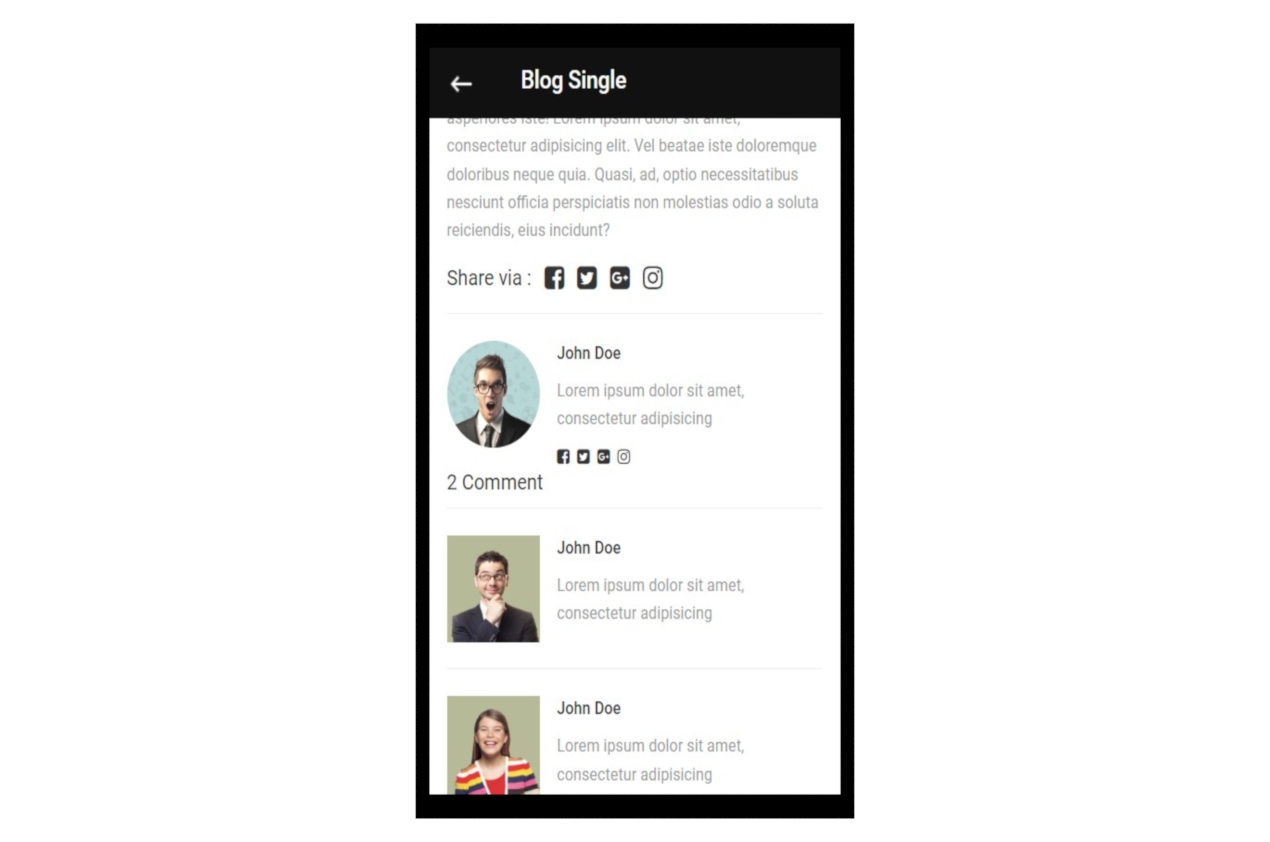 Blog Single
asperiores iste! Lorem ipsum dolor sit amet,
consectetur adipisicing elit. Vel beatae iste doloremque
doloribus neque quia. Quasi, ad, optio necessitatibus
nesciunt officia perspiciatis non molestias odio a soluta
reiciendis, eius incidunt?
Share via :
John Doe
Lorem ipsum dolor sit amet,
consectetur adipisicing
2 Comment
John Doe
Lorem ipsum dolor sit amet,
consectetur adipisicing
John Doe
Lorem ipsum dolor sit amet,
consectetur adipisicing